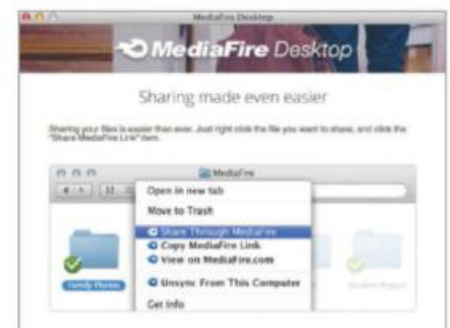 MediaFire Desktop
MediaFire Desktop
Sharing made even easier
Sharing your files is easier than ever. Just right click the file you want to share, and click the
"Share MediaFire Link" item.
MediaFire
Open in new tab
Move to Trash
Share Through MediaFire
Copy MediaFire Link
View on MediaFire.com
Unsync From This Computer
Get Info
Family Photos